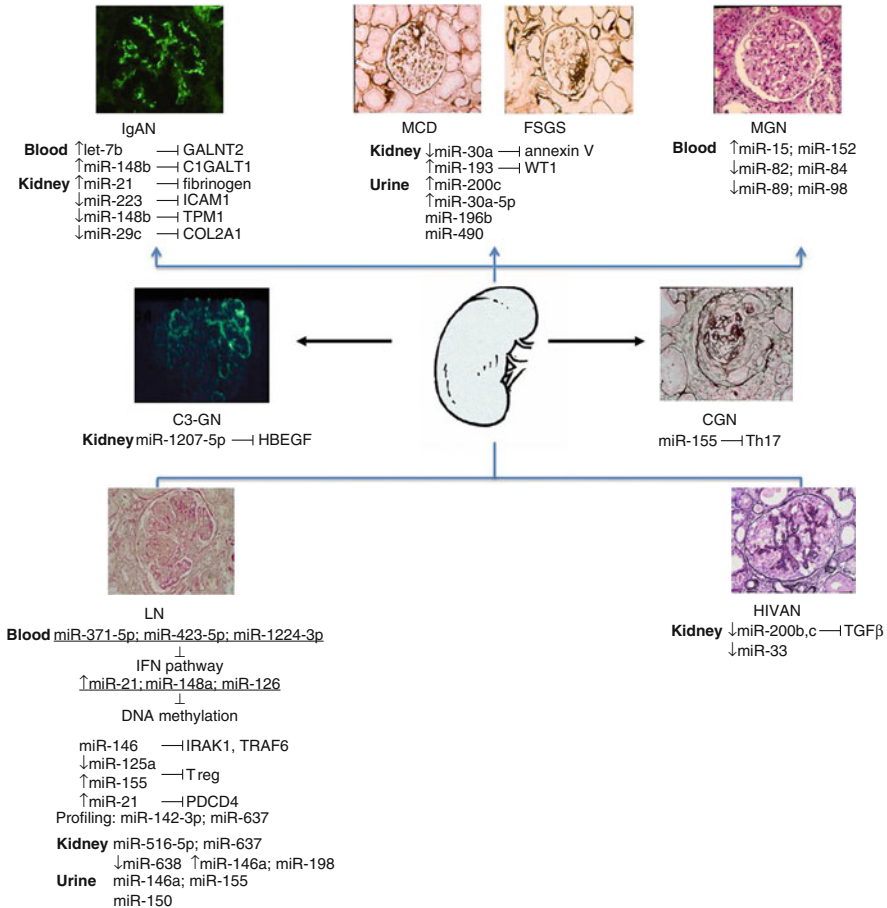 IgAN
Blood ↑let-7b ⊣ GALNT2
↑miR-148b ⊣ C1GALT1
Kidney ↑miR-21 ⊣ fibrinogen
↓miR-223 ⊣ ICAM1
↓miR-148b ⊣ TPM1
↓miR-29c ⊣ COL2A1
MCD FSGS
Kidney ↓miR-30a ⊣ annexin V
↑miR-193 ⊣ WT1
Urine ↑miR-200c
↑miR-30a-5p
miR-196b
miR-490
MGN
Blood ↑miR-15; miR-152
↓miR-82; miR-84
↓miR-89; miR-98
C3-GN
Kidney miR-1207-5p ⊣ HBEGF
CGN
miR-155 ⊣ Th17
LN
Blood miR-371-5p; miR-423-5p; miR-1224-3p
⊥
IFN pathway
↑miR-21; miR-148a; miR-126
⊥
DNA methylation
miR-146 ⊣ IRAK1, TRAF6
↓miR-125a
⊣ Treg
↑miR-155
↑miR-21 ⊣ PDCD4
Profiling: miR-142-3p; miR-637
Kidney miR-516-5p; miR-637
↓miR-638 ↑miR-146a; miR-198
Urine miR-146a; miR-155
miR-150
HIVAN
Kidney ↓miR-200b,c ⊣ TGFβ
↓miR-33